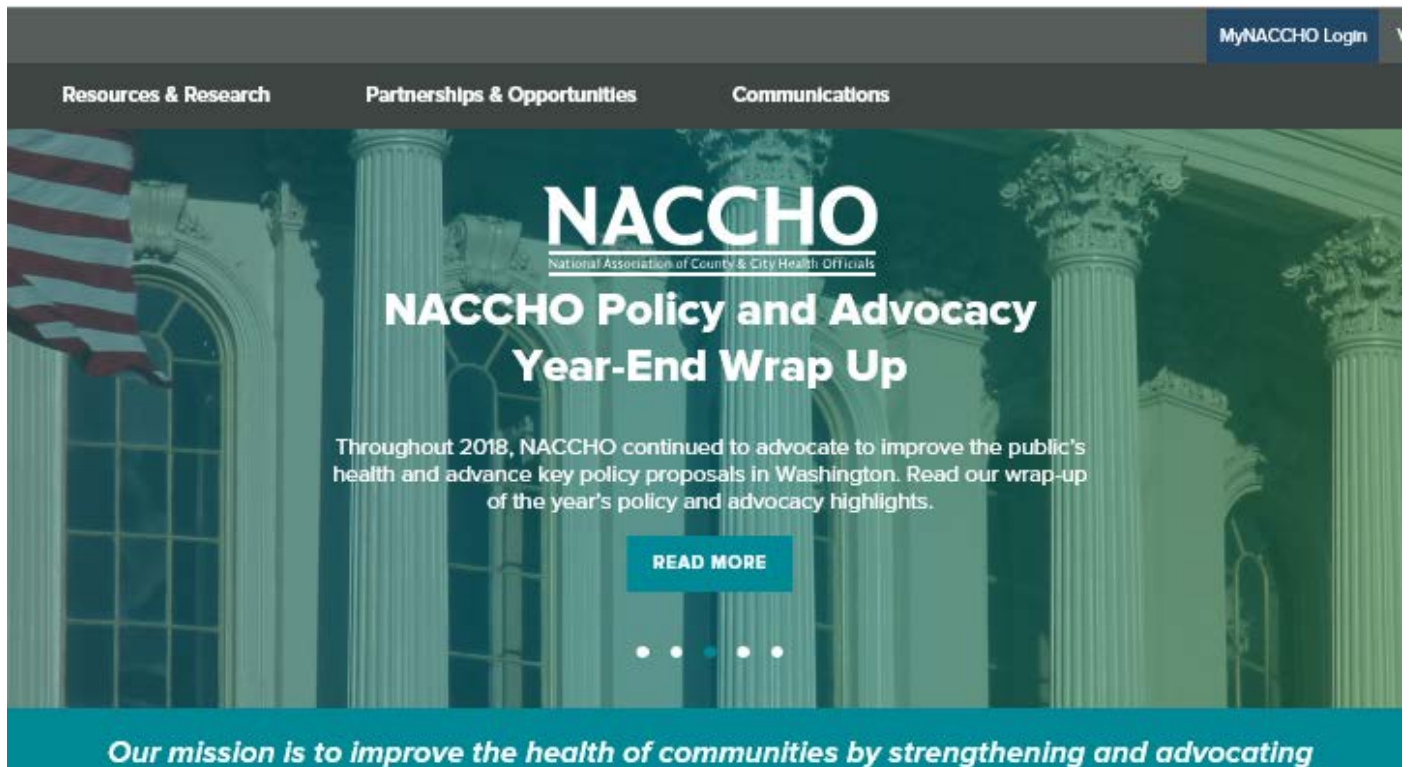 MyNACCHO Login
Resources & Research
Partnerships & Opportunities
Communications
NACCHO
National Association of County & City Health Officials
NACCHO Policy and Advocacy
Year-End Wrap Up
Throughout 2018, NACCHO continued to advocate to improve the public's
health and advance key policy proposals in Washington. Read our wrap-up
of the year's policy and advocacy highlights.
READ MORE
Our mission is to improve the health of communities by strengthening and advocating